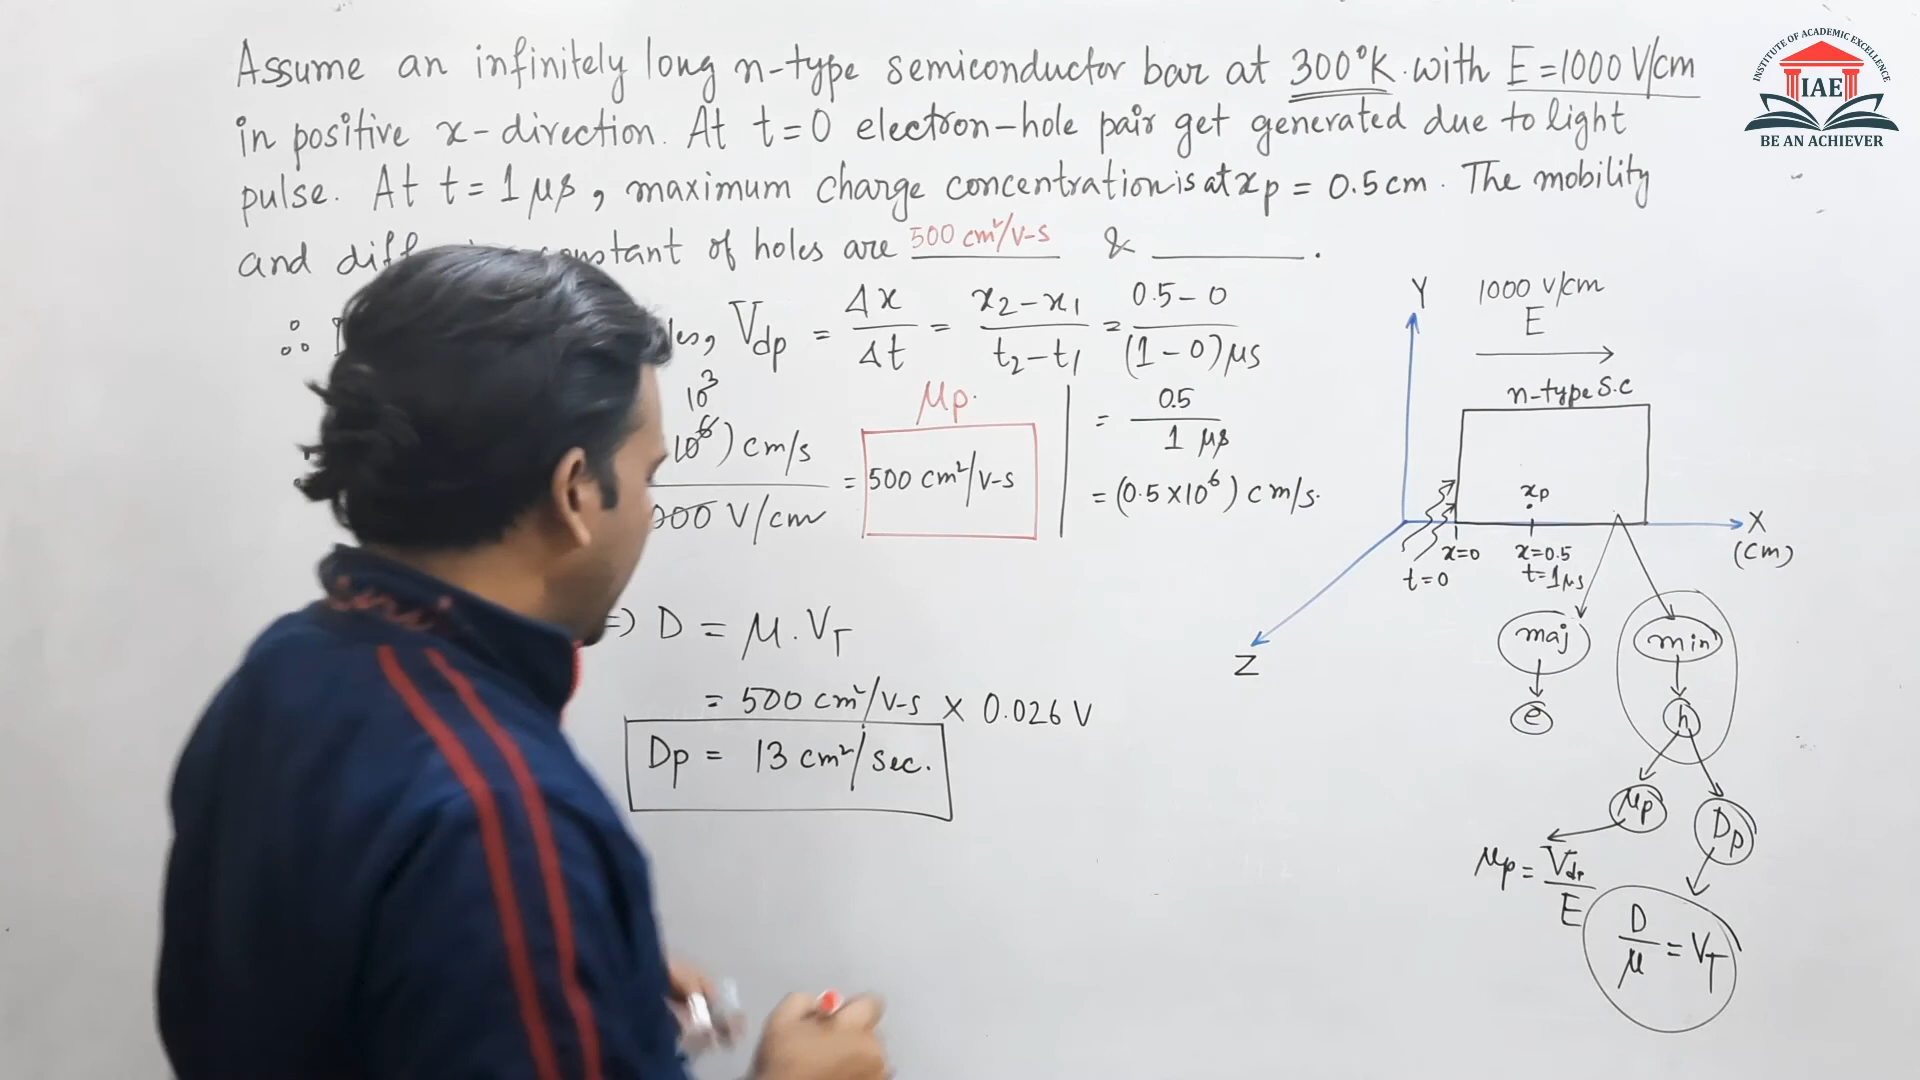 Assume an infinitely long n-type semiconductor bar at 300°K. with E = 1000 V/cm
in positive x-direction. At t=0 electron-hole pair get generated due to light
pulse. At t = 1 μs, maximum charge concentration is at xp = 0.5 cm. The mobility
and constant of holes are 500 cm²/V-s & ______.
∴ Vdp = Δx/Δt = (x2-x1)/(t2-t1) = (0.5-0)/((1-0)μs)
10³
10⁶) cm/s / V/cm = 500 cm²/V-s
μp.
= 0.5/(1 μs)
= (0.5×10⁶) cm/s.
⇒ D = μ.VT
= 500 cm²/V-s × 0.026 V
Dp = 13 cm²/sec.
Y
1000 V/cm
E
n-type S.C
xp
X
(cm)
x=0
x=0.5
t=0
t=1μs
Z
maj
min
e
h
μp
Dp
μp = Vdp/E
D/μ = VT
INSTITUTE OF ACADEMIC EXCELLENCE
IAE
BE AN ACHIEVER